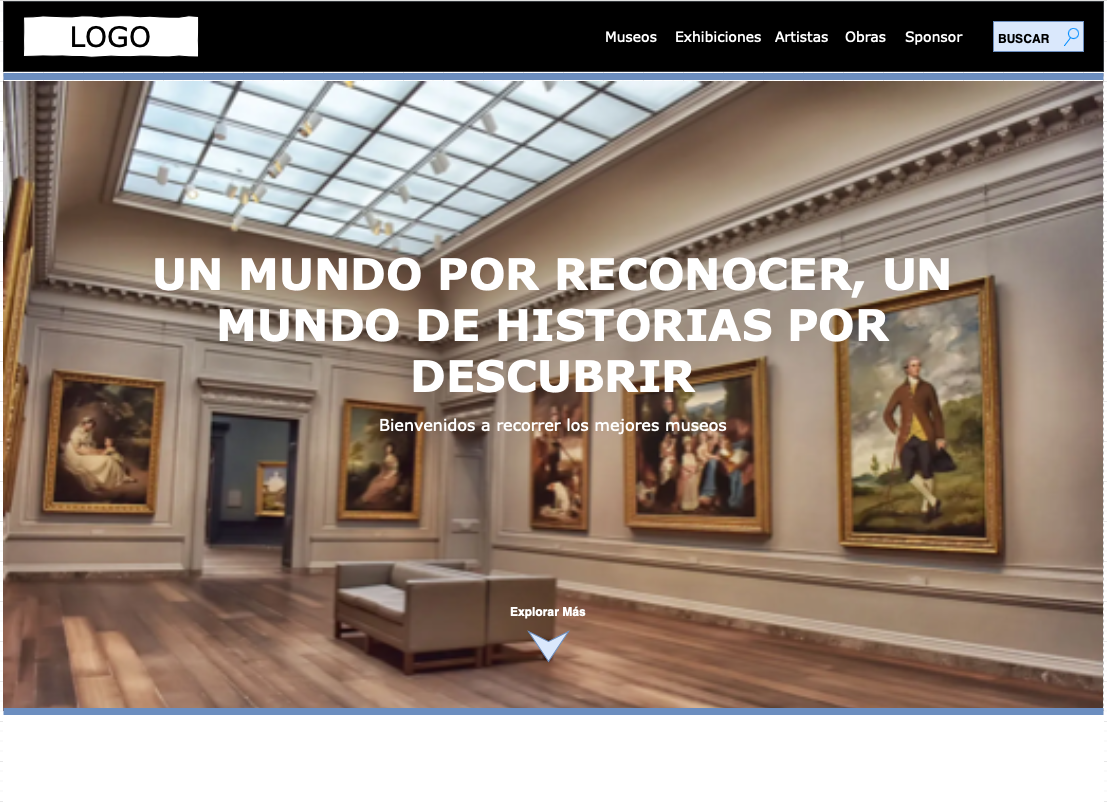 LOGO
Museos Exhibiciones Artistas Obras Sponsor BUSCAR
UN MUNDO POR RECONOCER, UN
MUNDO DE HISTORIAS POR
DESCUBRIR
Bienvenidos a recorrer los mejores museos
Explorar Más